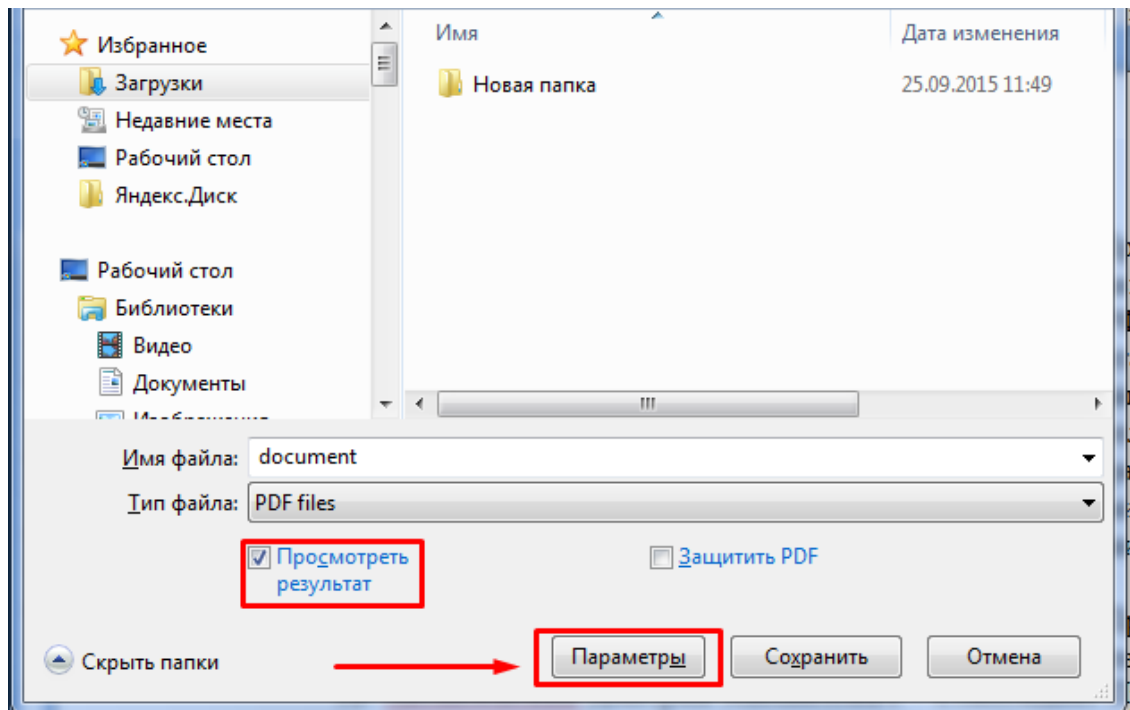 Избранное
Загрузки
Недавние места
Рабочий стол
Яндекс.Диск
Рабочий стол
Библиотеки
Видео
Документы
Имя
Дата изменения
Новая папка
25.09.2015 11:49
Имя файла: document
Тип файла: PDF files
Просмотреть
результат
Защитить PDF
Скрыть папки
Параметры
Сохранить
Отмена